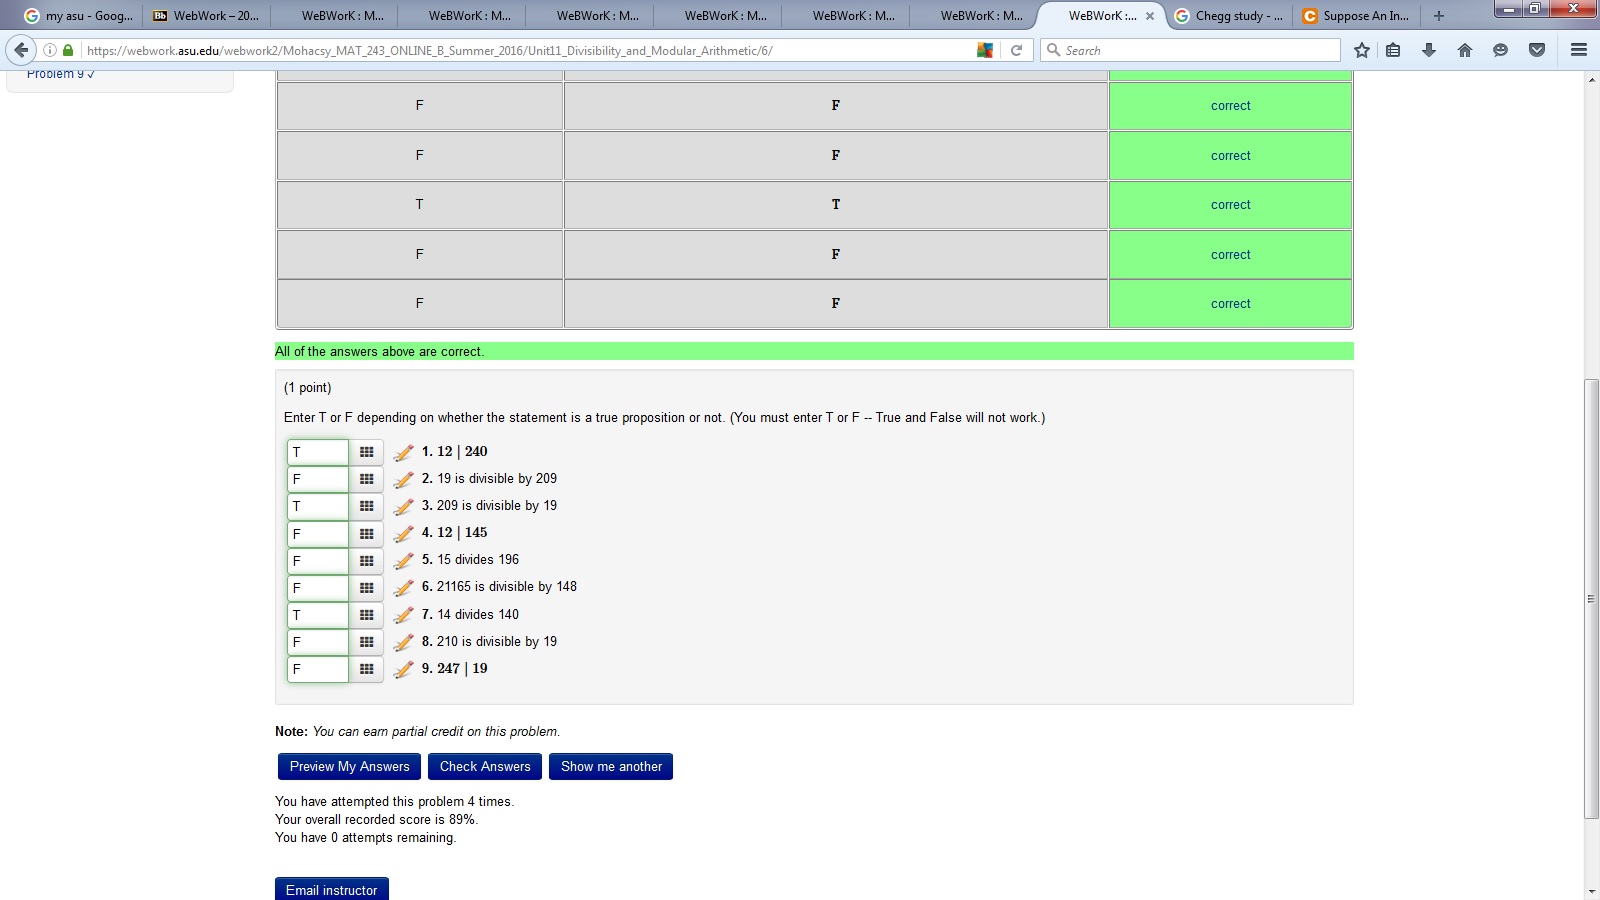 my asu - Goog...
WebWork – 20...
WeBWorK : M...
WeBWorK : M...
WeBWorK : M...
WeBWorK : M...
WeBWorK : M...
WeBWorK : M...
WeBWorK :...
Chegg study - ...
Suppose An In...
https://webwork.asu.edu/webwork2/Mohacsy_MAT_243_ONLINE_B_Summer_2016/Unit11_Divisibility_and_Modular_Arithmetic/6/
Search
Problem 9 ✓
F F correct
F F correct
T T correct
F F correct
F F correct
All of the answers above are correct.
(1 point)
Enter T or F depending on whether the statement is a true proposition or not. (You must enter T or F -- True and False will not work.)
T 1. 12 | 240
F 2. 19 is divisible by 209
T 3. 209 is divisible by 19
F 4. 12 | 145
F 5. 15 divides 196
F 6. 21165 is divisible by 148
T 7. 14 divides 140
F 8. 210 is divisible by 19
F 9. 247 | 19
Note: You can earn partial credit on this problem.
Preview My Answers Check Answers Show me another
You have attempted this problem 4 times.
Your overall recorded score is 89%.
You have 0 attempts remaining.
Email instructor